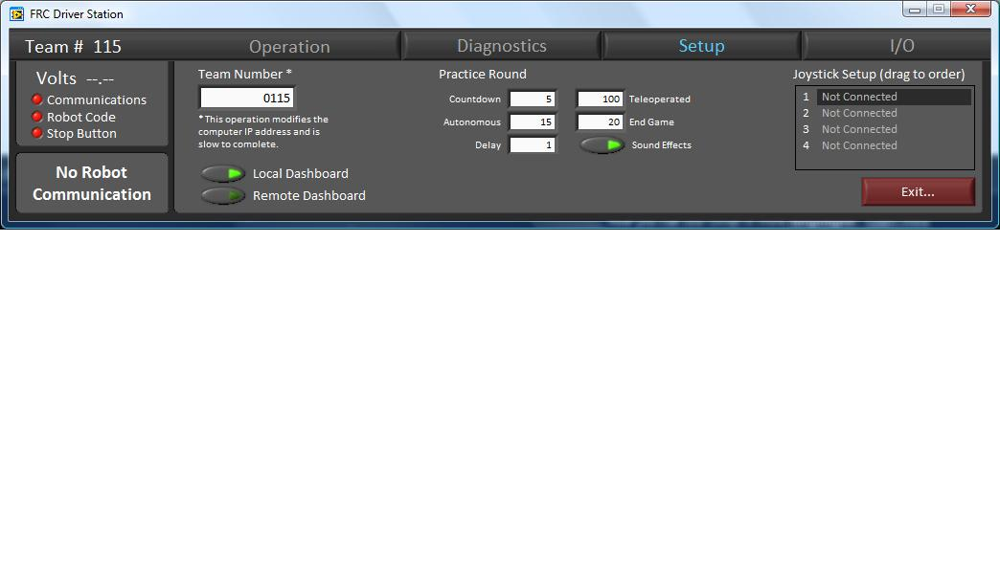 FRC Driver Station
Team # 115
Operation
Diagnostics
Setup
I/O
Volts --.--
Communications
Robot Code
Stop Button
No Robot
Communication
Team Number *
0115
* This operation modifies the
computer IP address and is
slow to complete.
Local Dashboard
Remote Dashboard
Practice Round
Countdown 5 100 Teleoperated
Autonomous 15 20 End Game
Delay 1 Sound Effects
Joystick Setup (drag to order)
1 Not Connected
2 Not Connected
3 Not Connected
4 Not Connected
Exit...